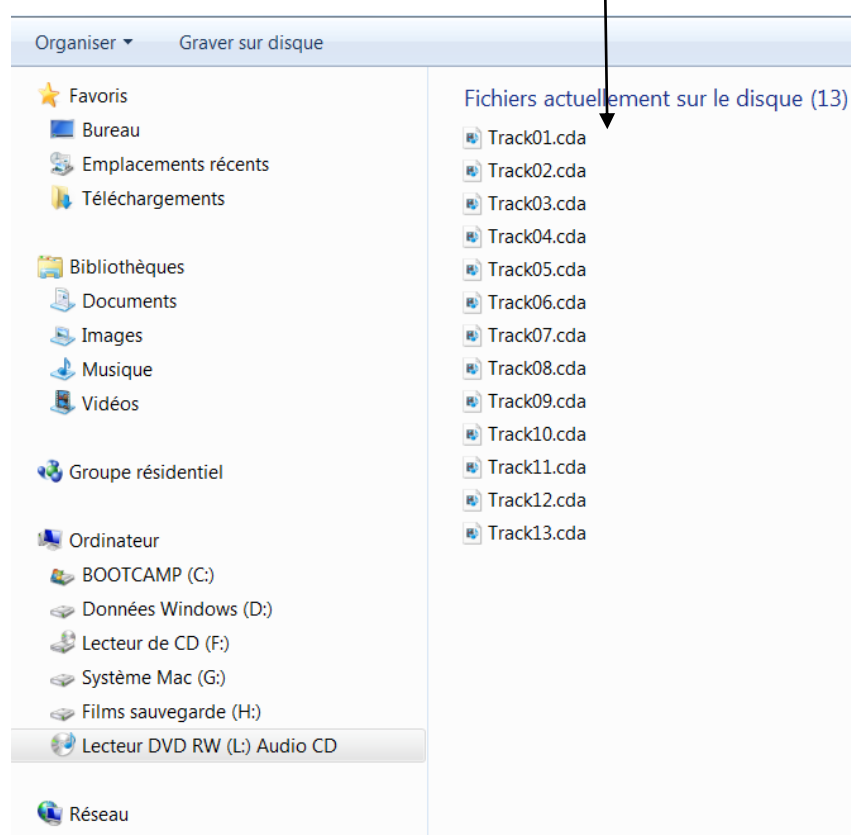 Organiser Graver sur disque
Favoris
Bureau
Emplacements récents
Téléchargements
Bibliothèques
Documents
Images
Musique
Vidéos
Groupe résidentiel
Ordinateur
BOOTCAMP (C:)
Données Windows (D:)
Lecteur de CD (F:)
Système Mac (G:)
Films sauvegarde (H:)
Lecteur DVD RW (L:) Audio CD
Réseau
Fichiers actuellement sur le disque (13)
Track01.cda
Track02.cda
Track03.cda
Track04.cda
Track05.cda
Track06.cda
Track07.cda
Track08.cda
Track09.cda
Track10.cda
Track11.cda
Track12.cda
Track13.cda